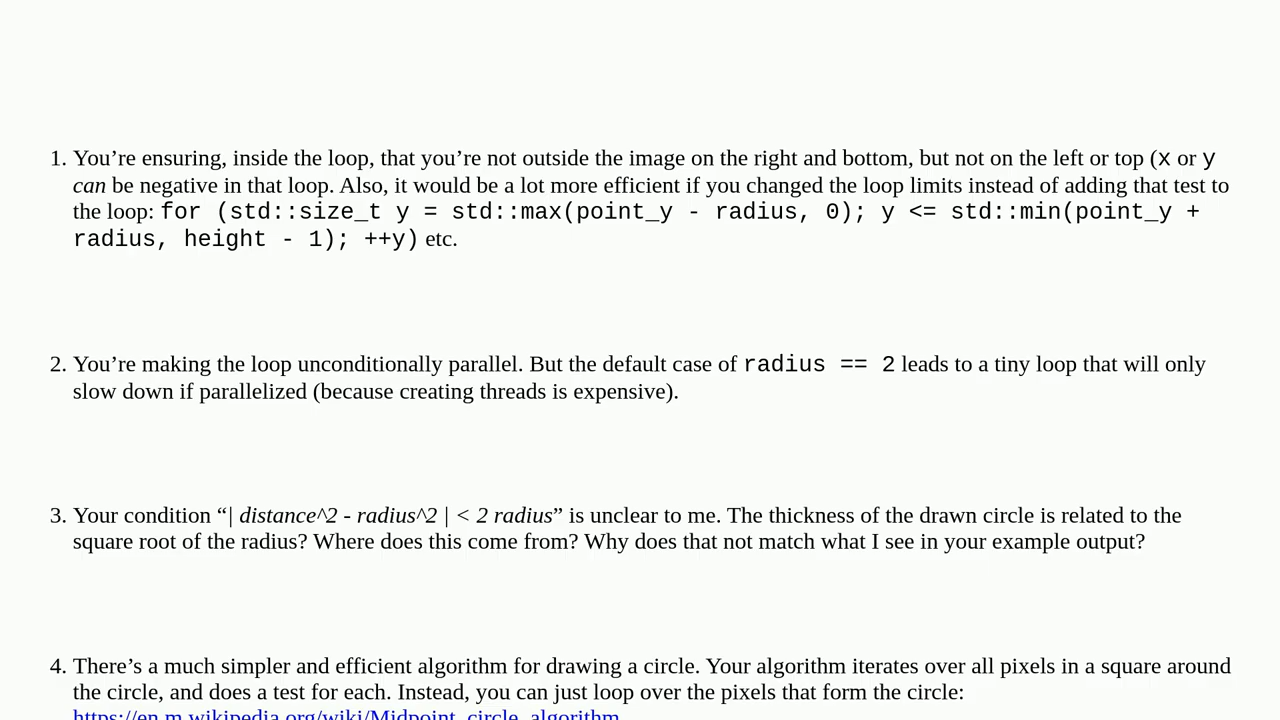 1. You’re ensuring, inside the loop, that you’re not outside the image on the right and bottom, but not on the left or top (x or y
can be negative in that loop. Also, it would be a lot more efficient if you changed the loop limits instead of adding that test to
the loop: for (std::size_t y = std::max(point_y - radius, 0); y <= std::min(point_y +
radius, height - 1); ++y) etc.
2. You’re making the loop unconditionally parallel. But the default case of radius == 2 leads to a tiny loop that will only
slow down if parallelized (because creating threads is expensive).
3. Your condition “| distance^2 - radius^2 | < 2 radius” is unclear to me. The thickness of the drawn circle is related to the
square root of the radius? Where does this come from? Why does that not match what I see in your example output?
4. There’s a much simpler and efficient algorithm for drawing a circle. Your algorithm iterates over all pixels in a square around
the circle, and does a test for each. Instead, you can just loop over the pixels that form the circle:
https://en.m.wikipedia.org/wiki/Midpoint_circle_algorithm